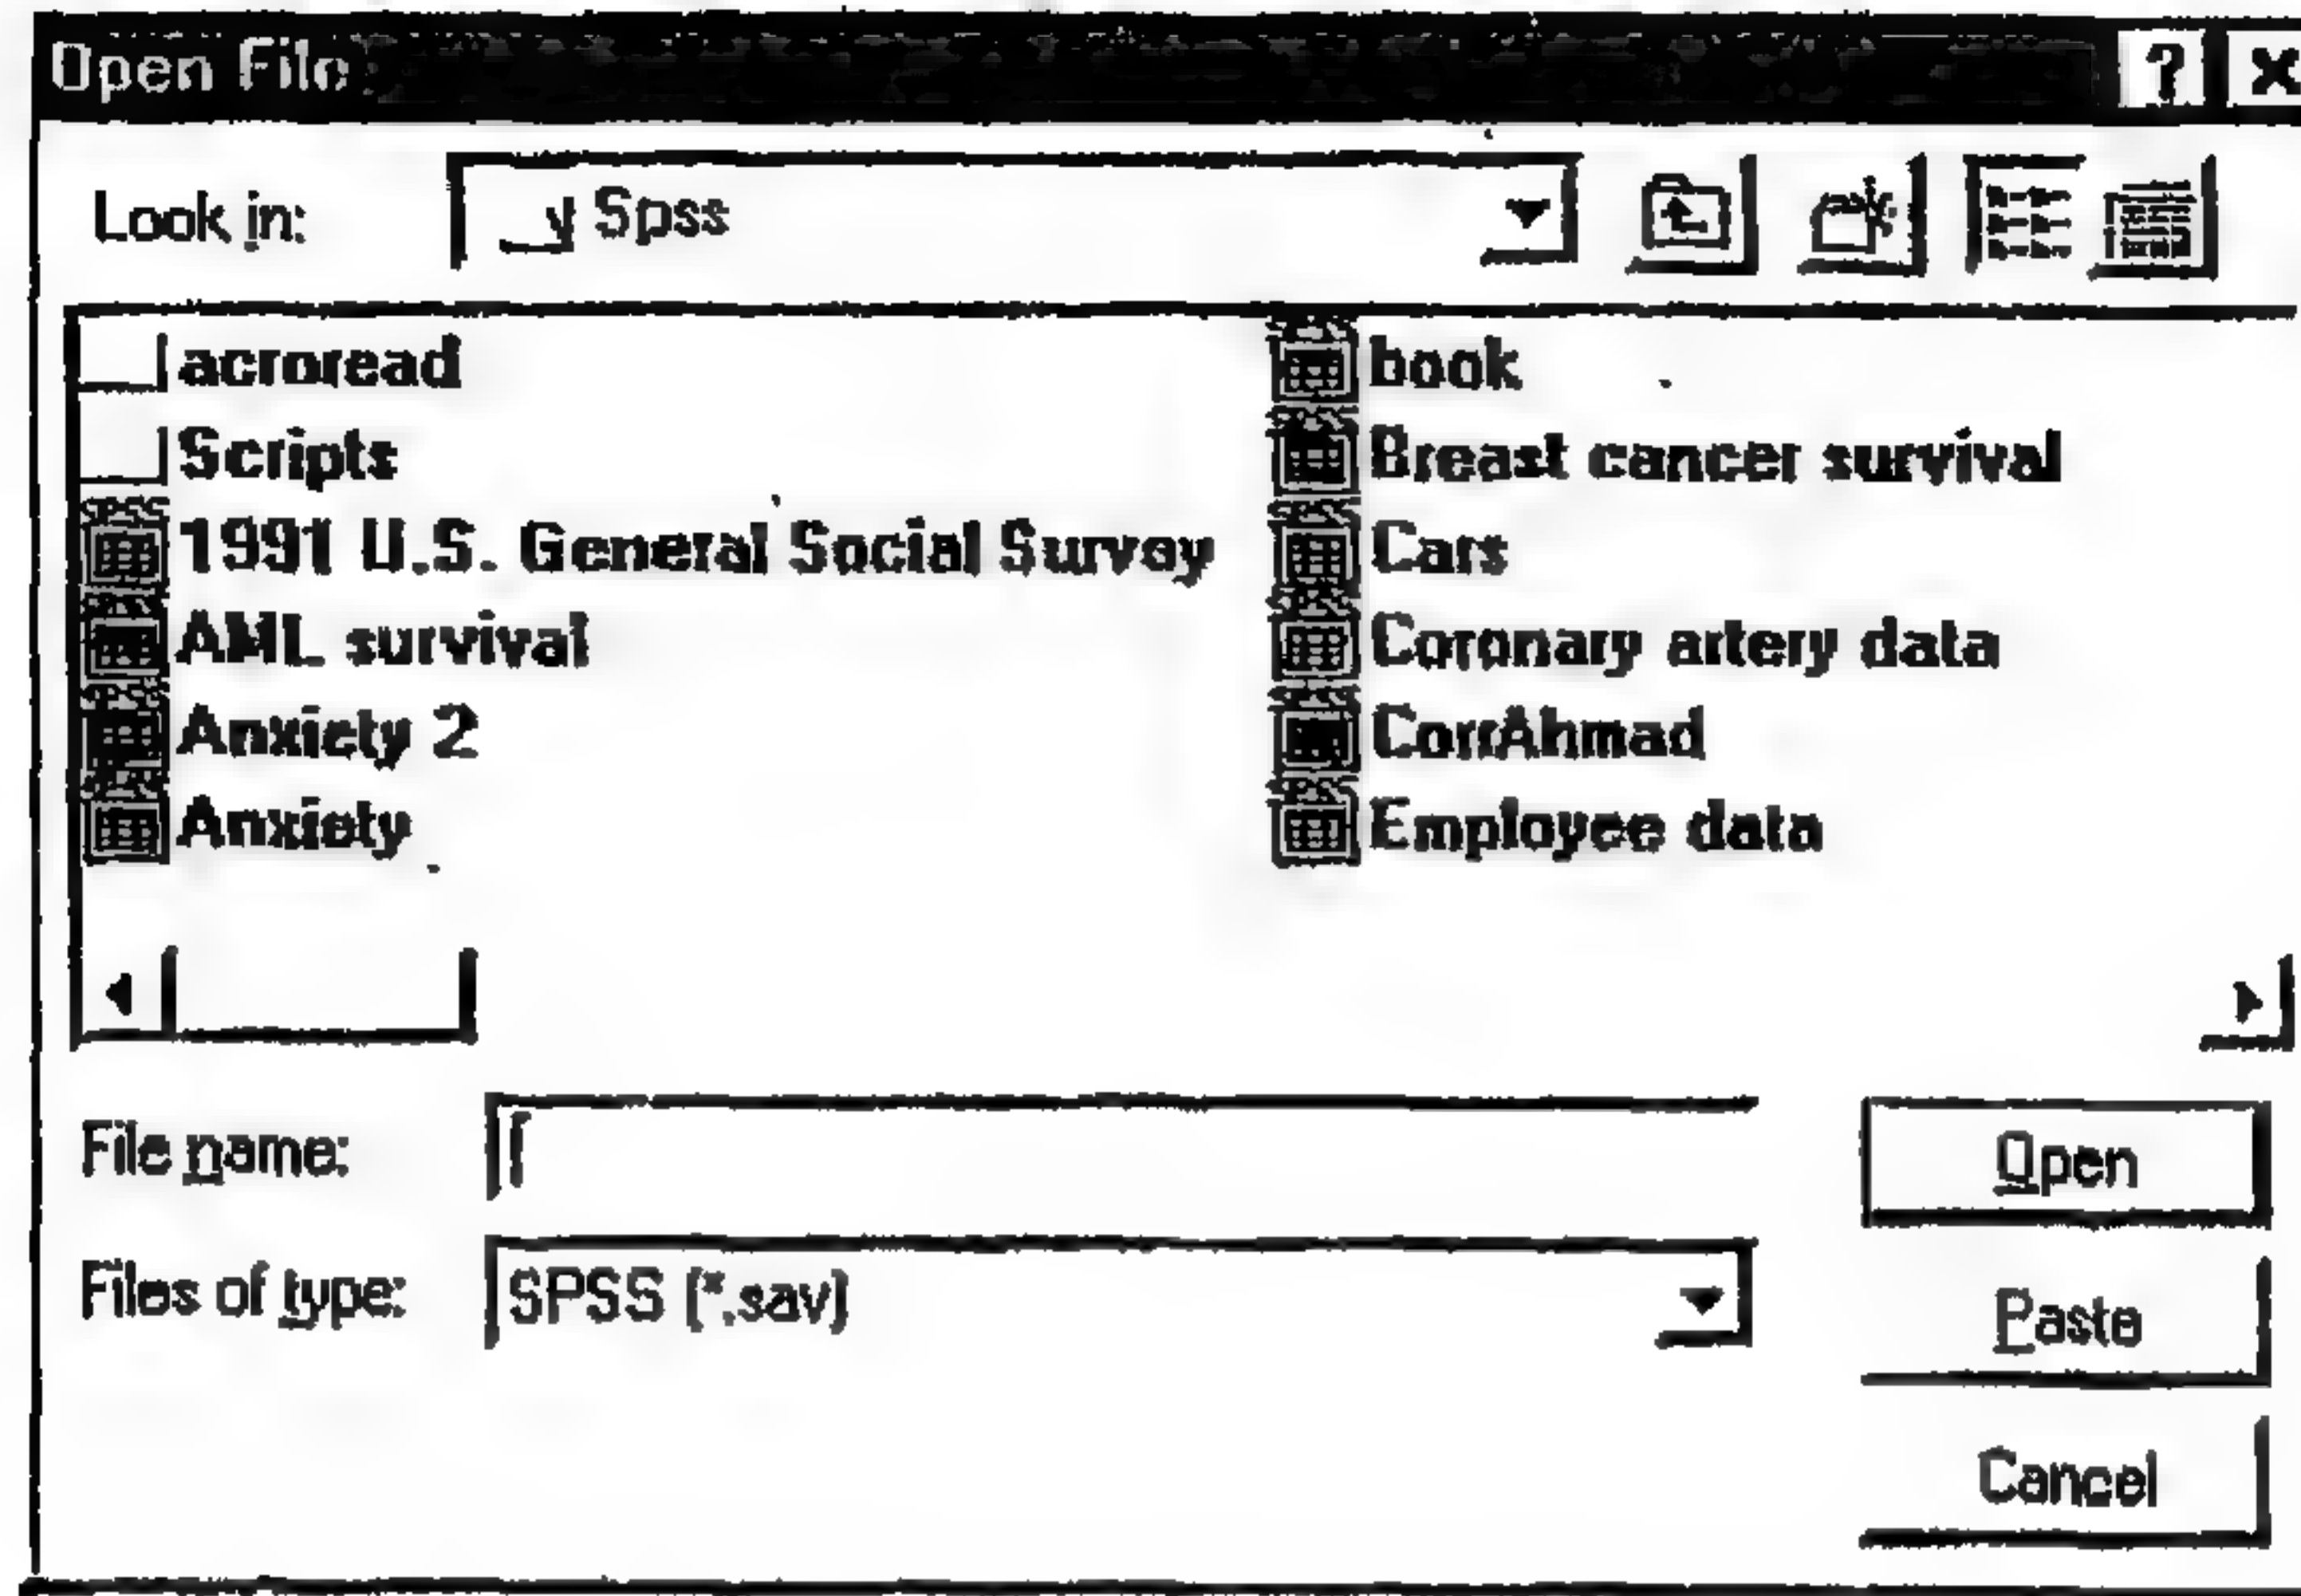 Open File
? ×
Look in: Spss
acroread
Scripts
1991 U.S. General Social Survey
AML survival
Anxiety 2
Anxiety
book
Breast cancer survival
Cars
Coronary artery data
CorrAhmad
Employee data
File name:
Open
Files of type: SPSS (*.sav)
Paste
Cancel